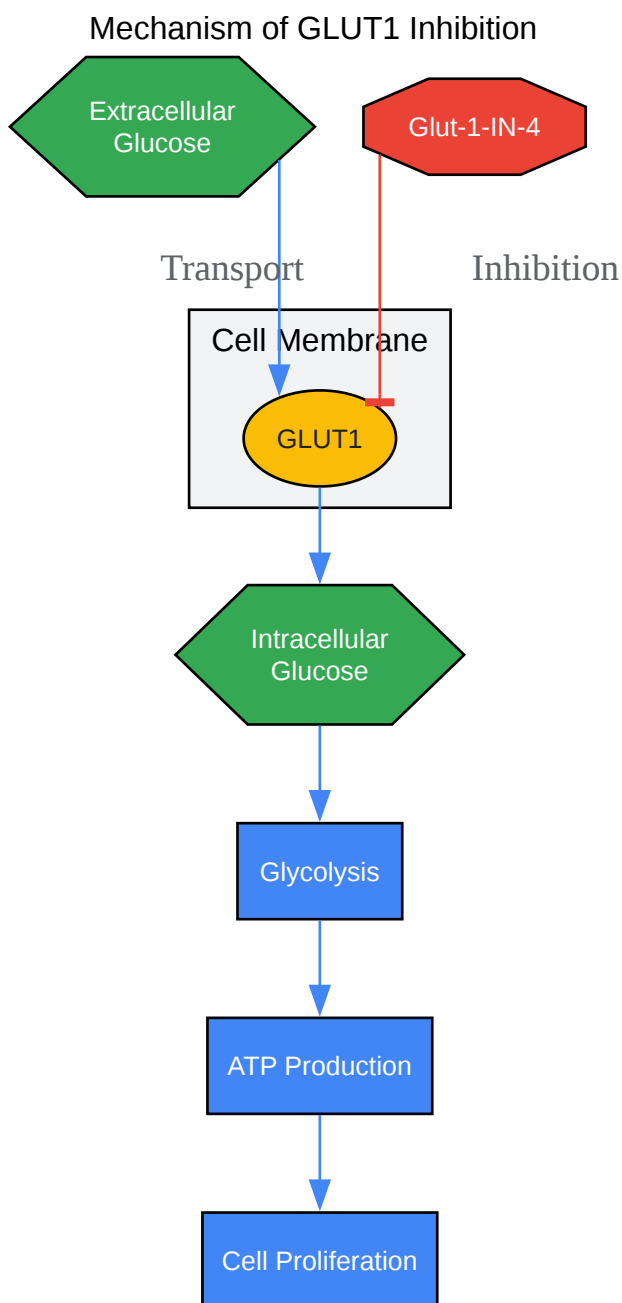 Mechanism of GLUT1 Inhibition
Extracellular
Glucose
Glut-1-IN-4
Transport
Inhibition
Cell Membrane
GLUT1
Intracellular
Glucose
Glycolysis
ATP Production
Cell Proliferation